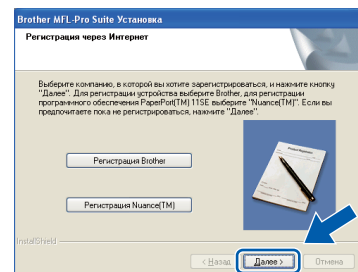 Brother MFL-Pro Suite Установка
Регистрация через Интернет
Выберите компанию, в которой вы хотите зарегистрироваться, и нажмите кнопку
"Далее". Для регистрации устройства выберите Brother, для регистрации
программного обеспечения PaperPort(TM) 11SE выберите "Nuance(TM)". Если вы
предпочитаете пока не регистрироваться, нажмите "Далее".
Регистрация Brother
Регистрация Nuance(TM)
InstallShield
< Назад Далее > Отмена